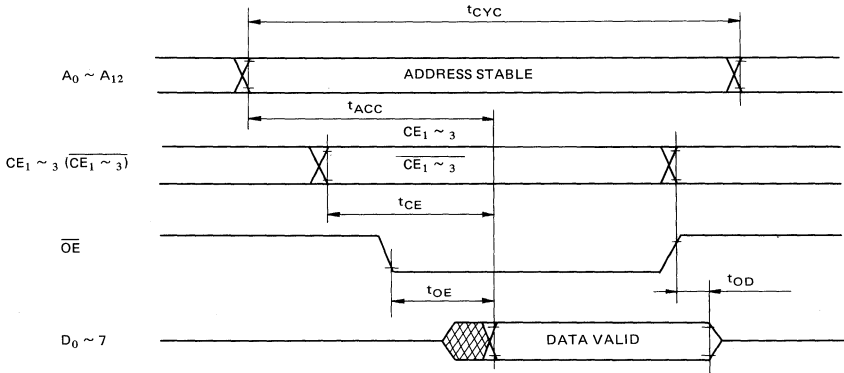 tCYC
A0 ~ A12
ADDRESS STABLE
tACC
CE1 ~ 3
CE1 ~ 3 (CE1 ~ 3)
CE1 ~ 3
tCE
OE
tOE
tOD
D0 ~ 7
DATA VALID